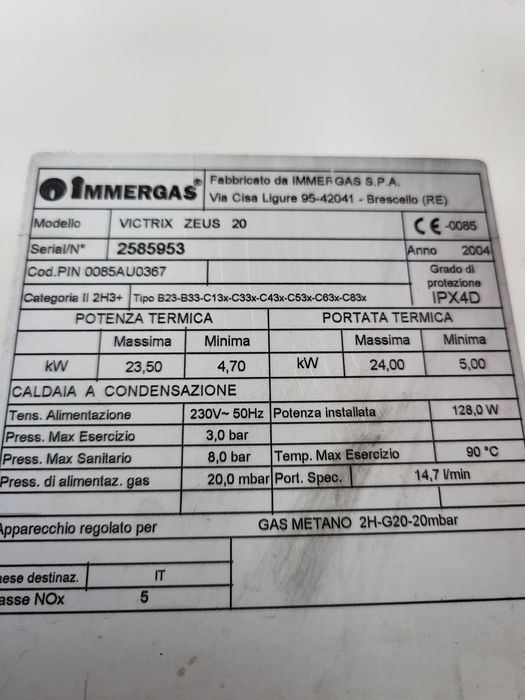 IMMERGAS® Fabbricato da IMMERGAS S.P.A.
Via Cisa Ligure 95-42041 - Brescello (RE)
Modello VICTRIX ZEUS 20 CE-0085
Serial/N° 2585953 Anno 2004
Cod.PIN 0085AU0367 Grado di protezione
Categoria II 2H3+ Tipo B23-B33-C13x-C33x-C43x-C53x-C63x-C83x IPX4D
POTENZA TERMICA PORTATA TERMICA
Massima Minima Massima Minima
kW 23,50 4,70 kW 24,00 5,00
CALDAIA A CONDENSAZIONE
Tens. Alimentazione 230V~ 50Hz Potenza installata 128,0 W
Press. Max Esercizio 3,0 bar
Press. Max Sanitario 8,0 bar Temp. Max Esercizio 90 °C
Press. di alimentaz. gas 20,0 mbar Port. Spec. 14,7 l/min
Apparecchio regolato per GAS METANO 2H-G20-20mbar
aese destinaz. IT
asse NOx 5